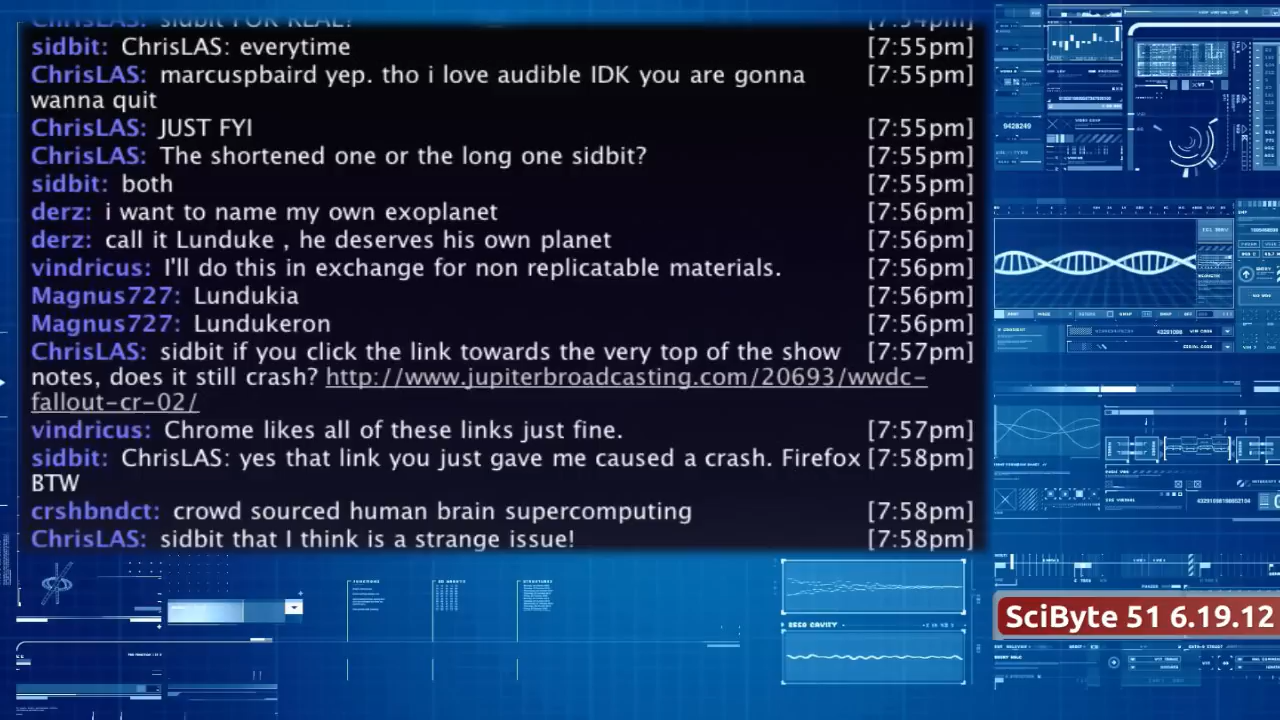 ChrisLAS: sidbit FOR REAL! [7:54pm]
sidbit: ChrisLAS: everytime [7:55pm]
ChrisLAS: marcuspbaird yep. tho i love audible IDK you are gonna [7:55pm]
wanna quit
ChrisLAS: JUST FYI [7:55pm]
ChrisLAS: The shortened ones or the long one sidbit? [7:55pm]
sidbit: both [7:55pm]
derz: i want to name my own exoplanet [7:56pm]
derz: call it Lunduke , he deserves his own planet [7:56pm]
vindricus: I'll do this in exchange for non replicatable materials. [7:56pm]
Magnus727: Lundukia [7:56pm]
Magnus727: Lundukeron [7:56pm]
ChrisLAS: sidbit if you click the link towards the very top of the show [7:57pm]
notes, does it still crash? http://www.jupiterbroadcasting.com/20693/wwdc-
fallout-cr-02/
vindricus: Chrome likes all of these links just fine. [7:57pm]
sidbit: ChrisLAS: yes that link you just gave me caused a crash. Firefox [7:58pm]
BTW
crshbndct: crowd sourced human brain supercomputing [7:58pm]
ChrisLAS: sidbit that I think is a strange issue! [7:58pm]
9428249
SciByte 51 6.19.12